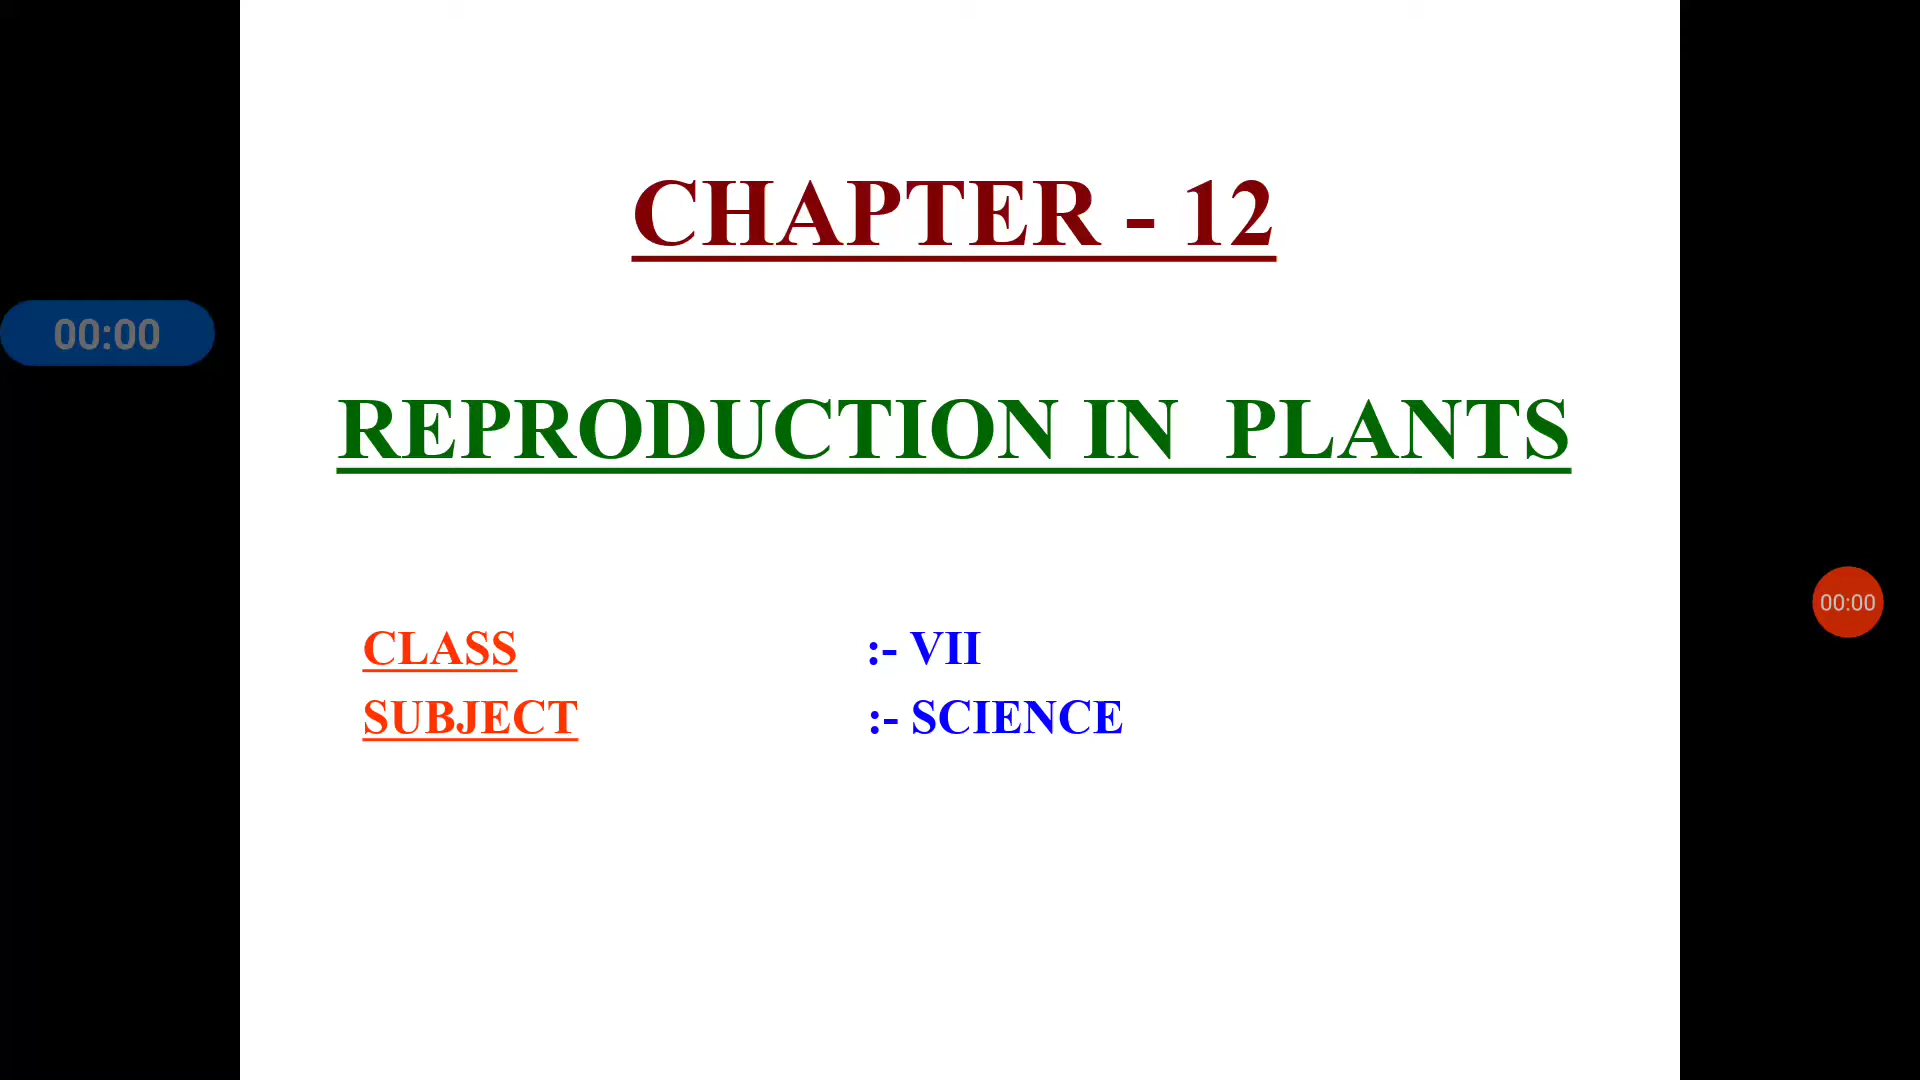 CHAPTER - 12
00:00
REPRODUCTION IN PLANTS
00:00
CLASS :- VII
SUBJECT :- SCIENCE